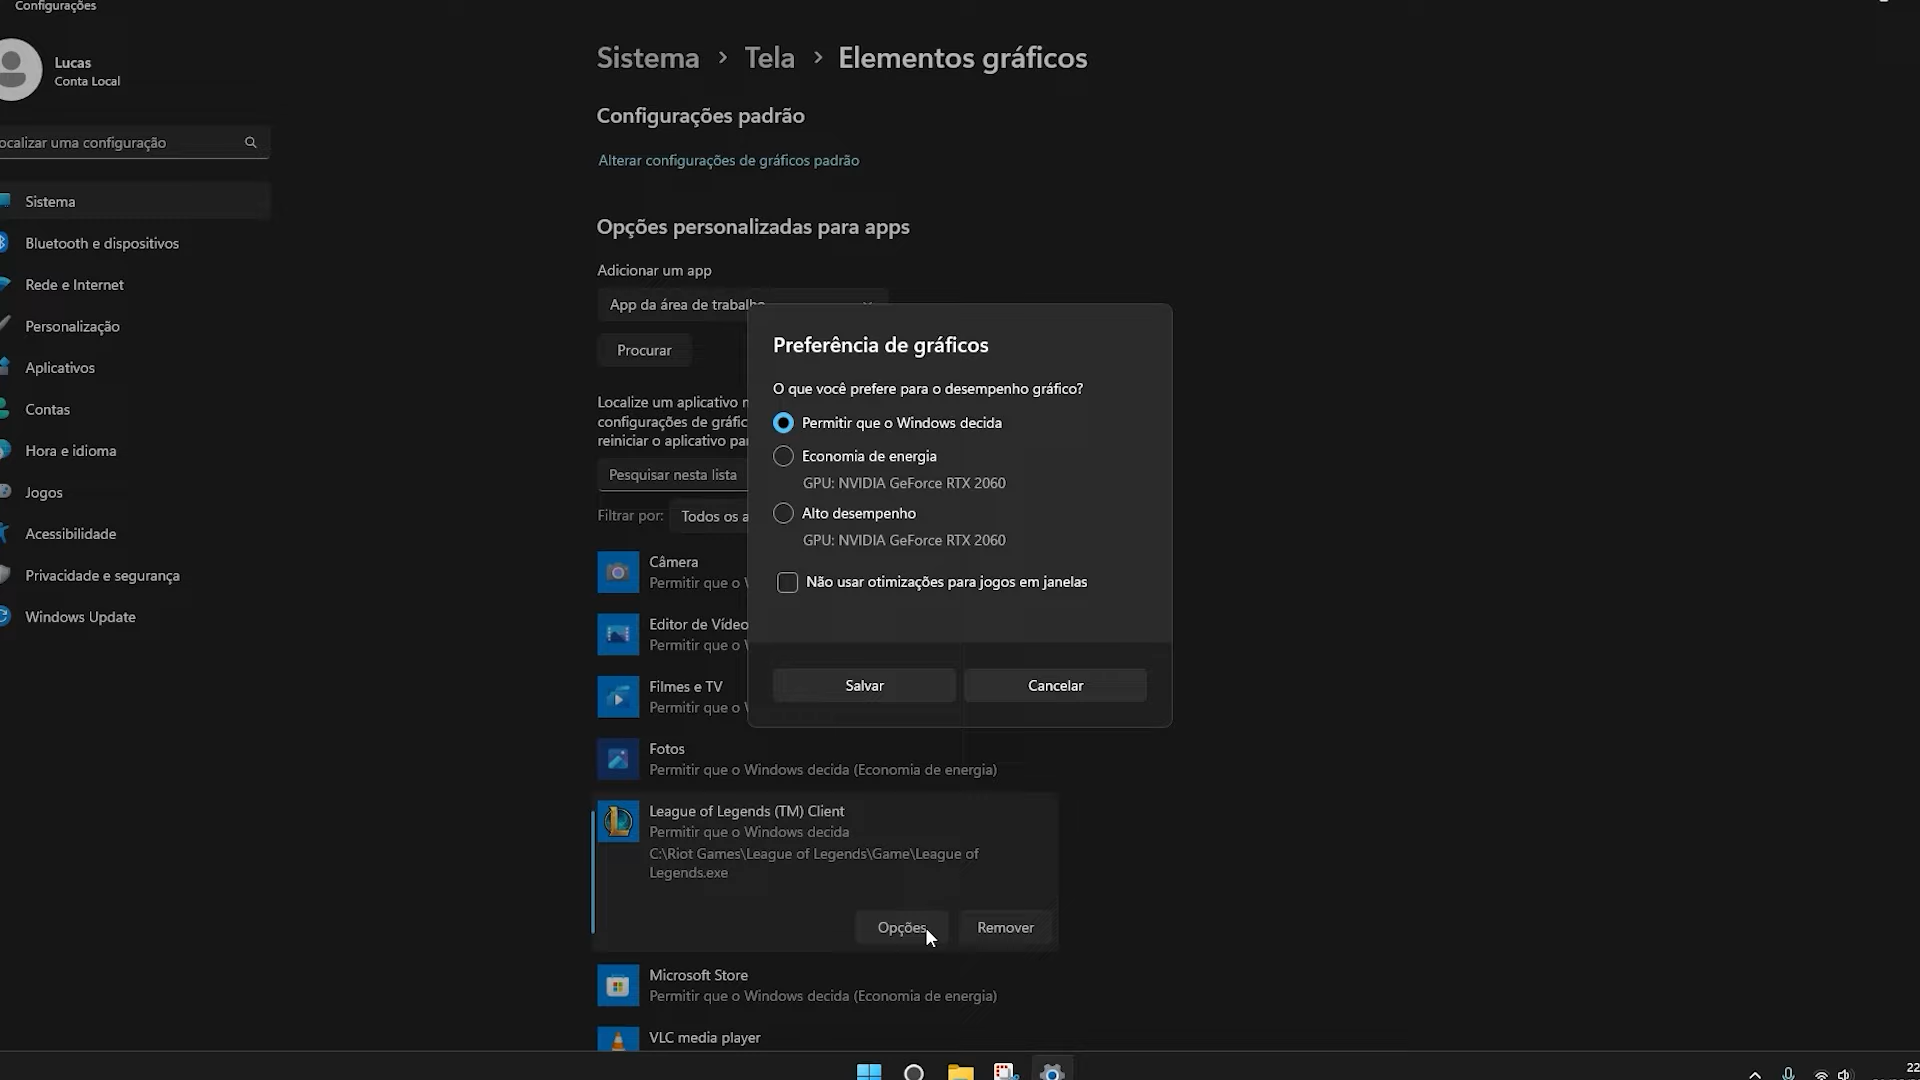 Configurações
Lucas
Conta Local
ocalizar uma configuração
Sistema
Bluetooth e dispositivos
Rede e Internet
Personalização
Aplicativos
Contas
Hora e idioma
Jogos
Acessibilidade
Privacidade e segurança
Windows Update
Sistema > Tela > Elementos gráficos
Configurações padrão
Alterar configurações de gráficos padrão
Opções personalizadas para apps
Adicionar um app
App da área de trabalho
Procurar
Localize um aplicativo n
configurações de gráfic
reiniciar o aplicativo pa
Pesquisar nesta lista
Filtrar por: Todos os a
Câmera
Permitir que o W
Editor de Vídeo
Permitir que o W
Filmes e TV
Permitir que o W
Fotos
Permitir que o Windows decida (Economia de energia)
League of Legends (TM) Client
Permitir que o Windows decida
C:\Riot Games\League of Legends\Game\League of
Legends.exe
Opções
Remover
Microsoft Store
Permitir que o Windows decida (Economia de energia)
VLC media player
Preferência de gráficos
O que você prefere para o desempenho gráfico?
Permitir que o Windows decida
Economia de energia
GPU: NVIDIA GeForce RTX 2060
Alto desempenho
GPU: NVIDIA GeForce RTX 2060
Não usar otimizações para jogos em janelas
Salvar
Cancelar
22